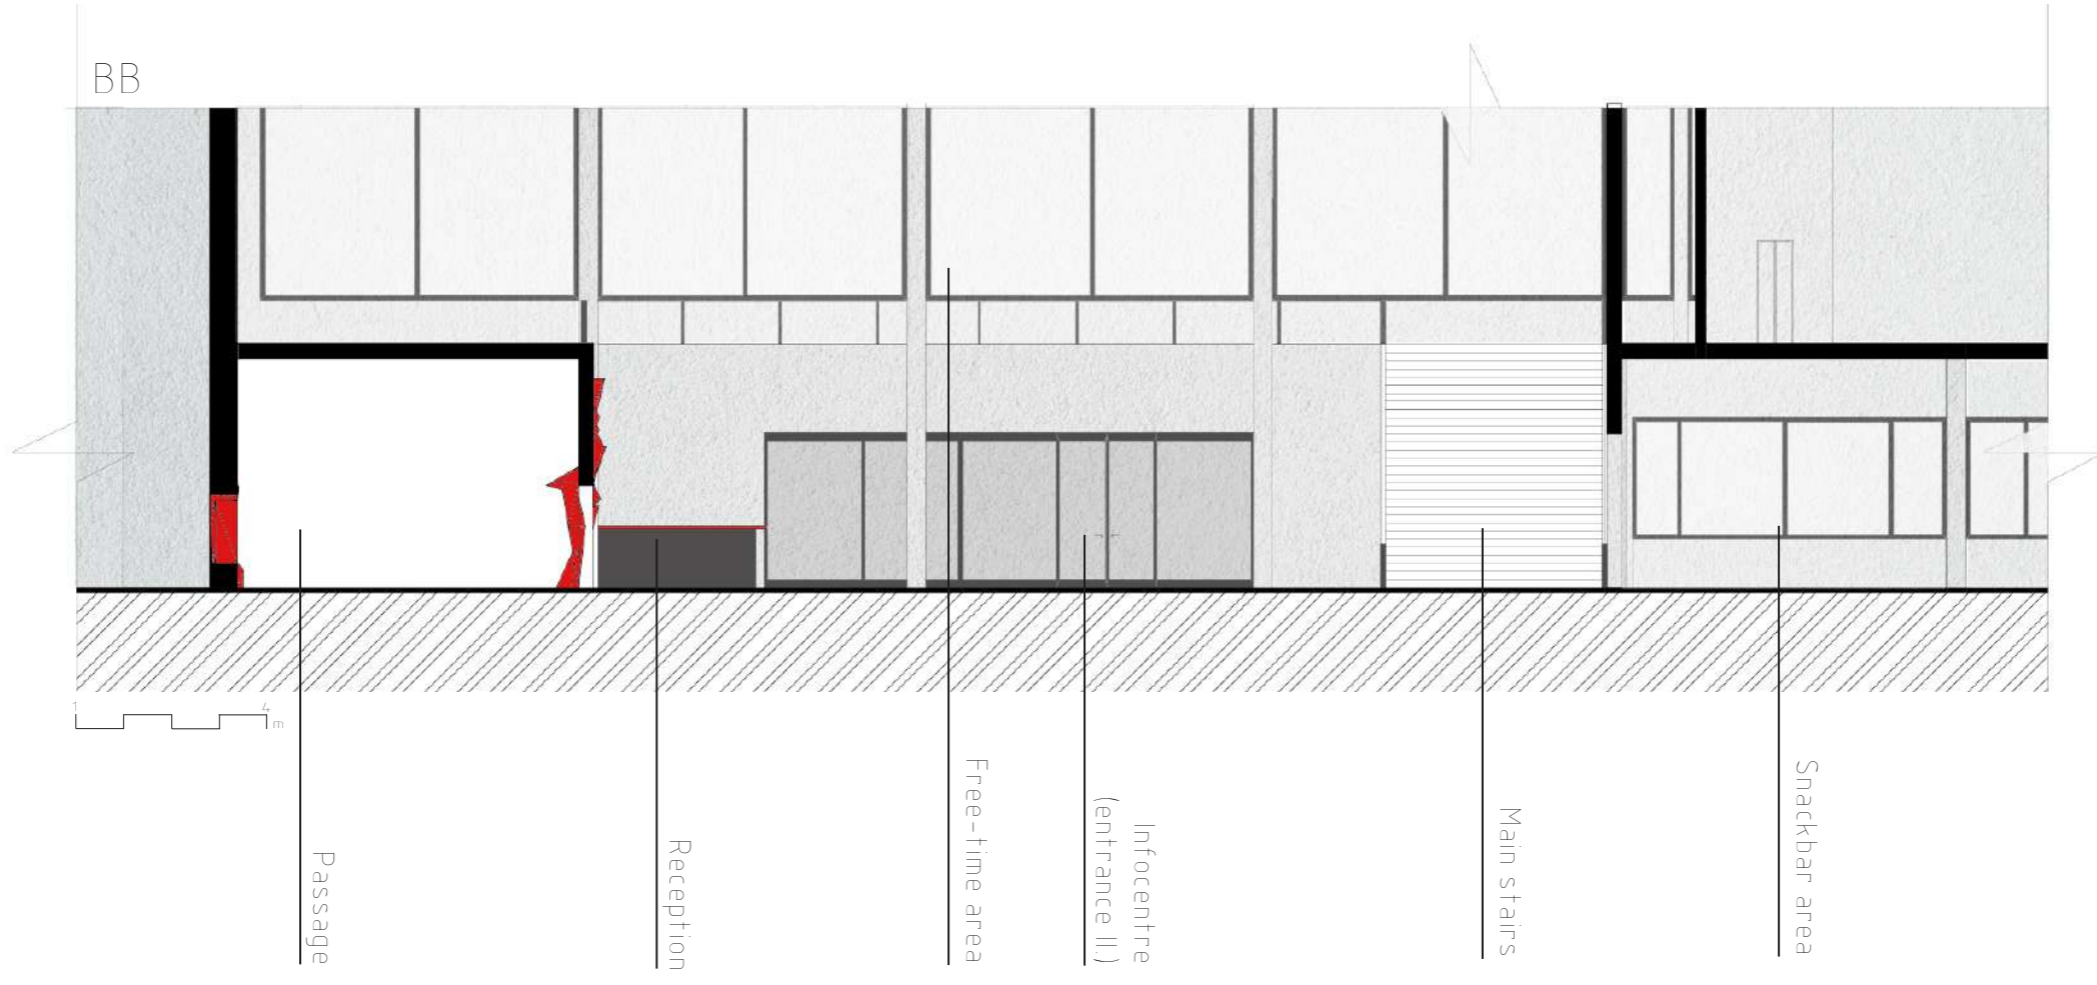 BB
1
4
m
Passage
Reception
Free-time area
Infocentre
(entrance II.)
Main stairs
Snackbar area